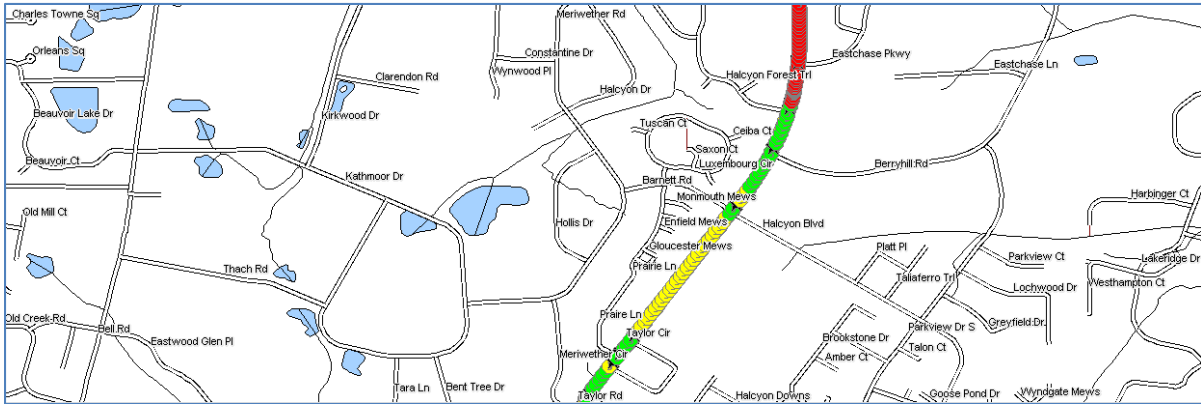 Charles Towne Sq
Meriwether Rd
Orleans Sq
Constantine Dr
Eastchase Pkwy
Eastchase Ln
Wynwood Pl
Clarendon Rd
Halcyon Forest Trl
Halcyon Dr
Beauvoir Lake Dr
Kirkwood Dr
Tuscan Ct
Ceiba Ct
Saxon Ct
Beauvoir Ct
Luxembourg Cir
Berryhill Rd
Kathmoor Dr
Barnett Rd
Monmouth Mews
Harbinger Ct
Old Mill Ct
Hollis Dr
Enfield Mews
Halcyon Blvd
Gloucester Mews
Platt Pl
Parkview Ct
Lakeridge Dr
Thach Rd
Prairie Ln
Taliaferro Trl
Westhampton Ct
Lochwood Dr
Old Creek Rd
Bell Rd
Praire Ln
Taylor Cir
Greyfield Dr
Parkview Dr S
Eastwood Glen Pl
Brookstone Dr
Talon Ct
Meriwether Cir
Amber Ct
Tara Ln
Bent Tree Dr
Taylor Rd
Halcyon Downs
Goose Pond Dr
Wyndgate Mews